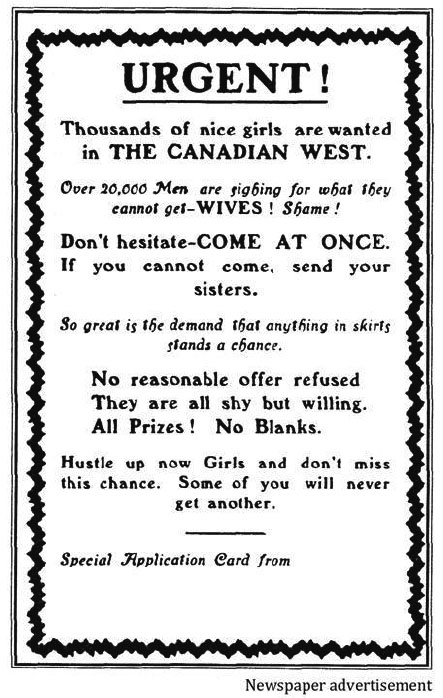 URGENT!
Thousands of nice girls are wanted
in THE CANADIAN WEST.
Over 20,000 Men are sighing for what they
cannot get-WIVES! Shame!
Don't hesitate-COME AT ONCE.
If you cannot come, send your
sisters.
So great is the demand that anything in skirts
stands a chance.
No reasonable offer refused
They are all shy but willing.
All Prizes! No Blanks.
Hustle up now Girls and don't miss
this chance. Some of you will never
get another.
Special Application Card from
Newspaper advertisement